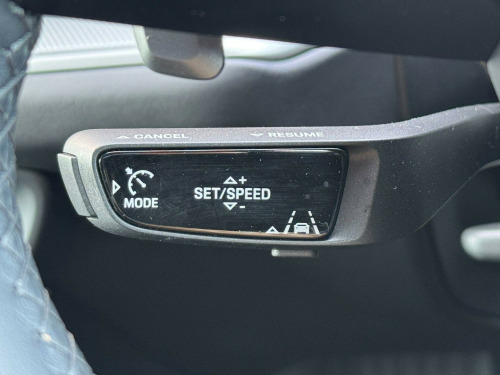 CANCEL RESUME
MODE
+
SET/SPEED
-